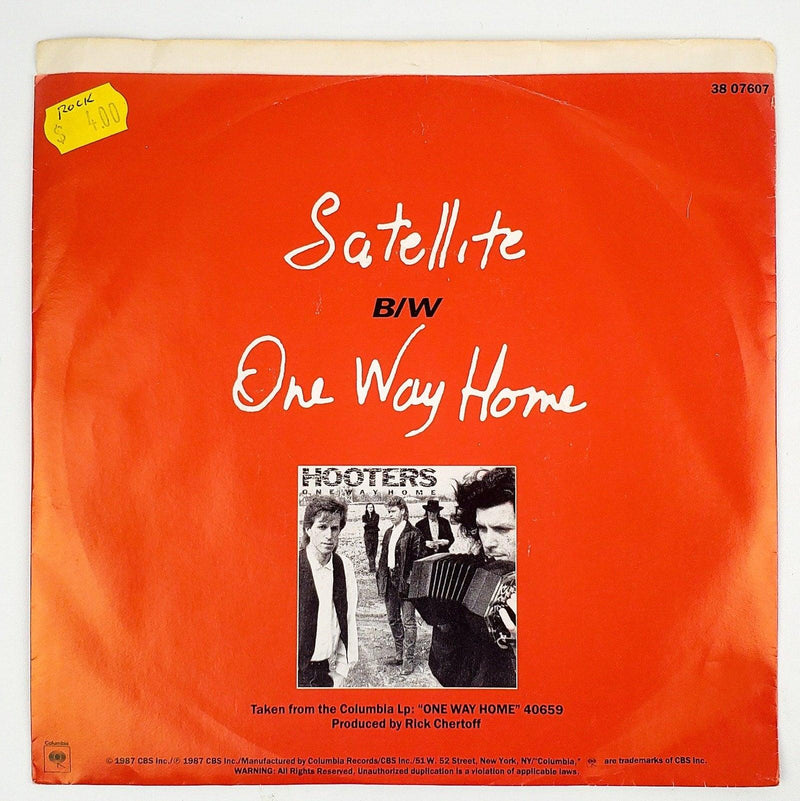 38 07607
ROCK
$ 4.00
Satellite
B/W
One Way Home
HOOTERS
ONE WAY HOME
Taken from the Columbia Lp: "ONE WAY HOME" 40659
Produced by Rick Chertoff
Columbia
© 1987 CBS Inc./℗ 1987 CBS Inc./Manufactured by Columbia Records/CBS Inc./51 W. 52 Street, New York, NY/"Columbia," are trademarks of CBS Inc.
WARNING: All Rights Reserved, Unauthorized duplication is a violation of applicable laws.